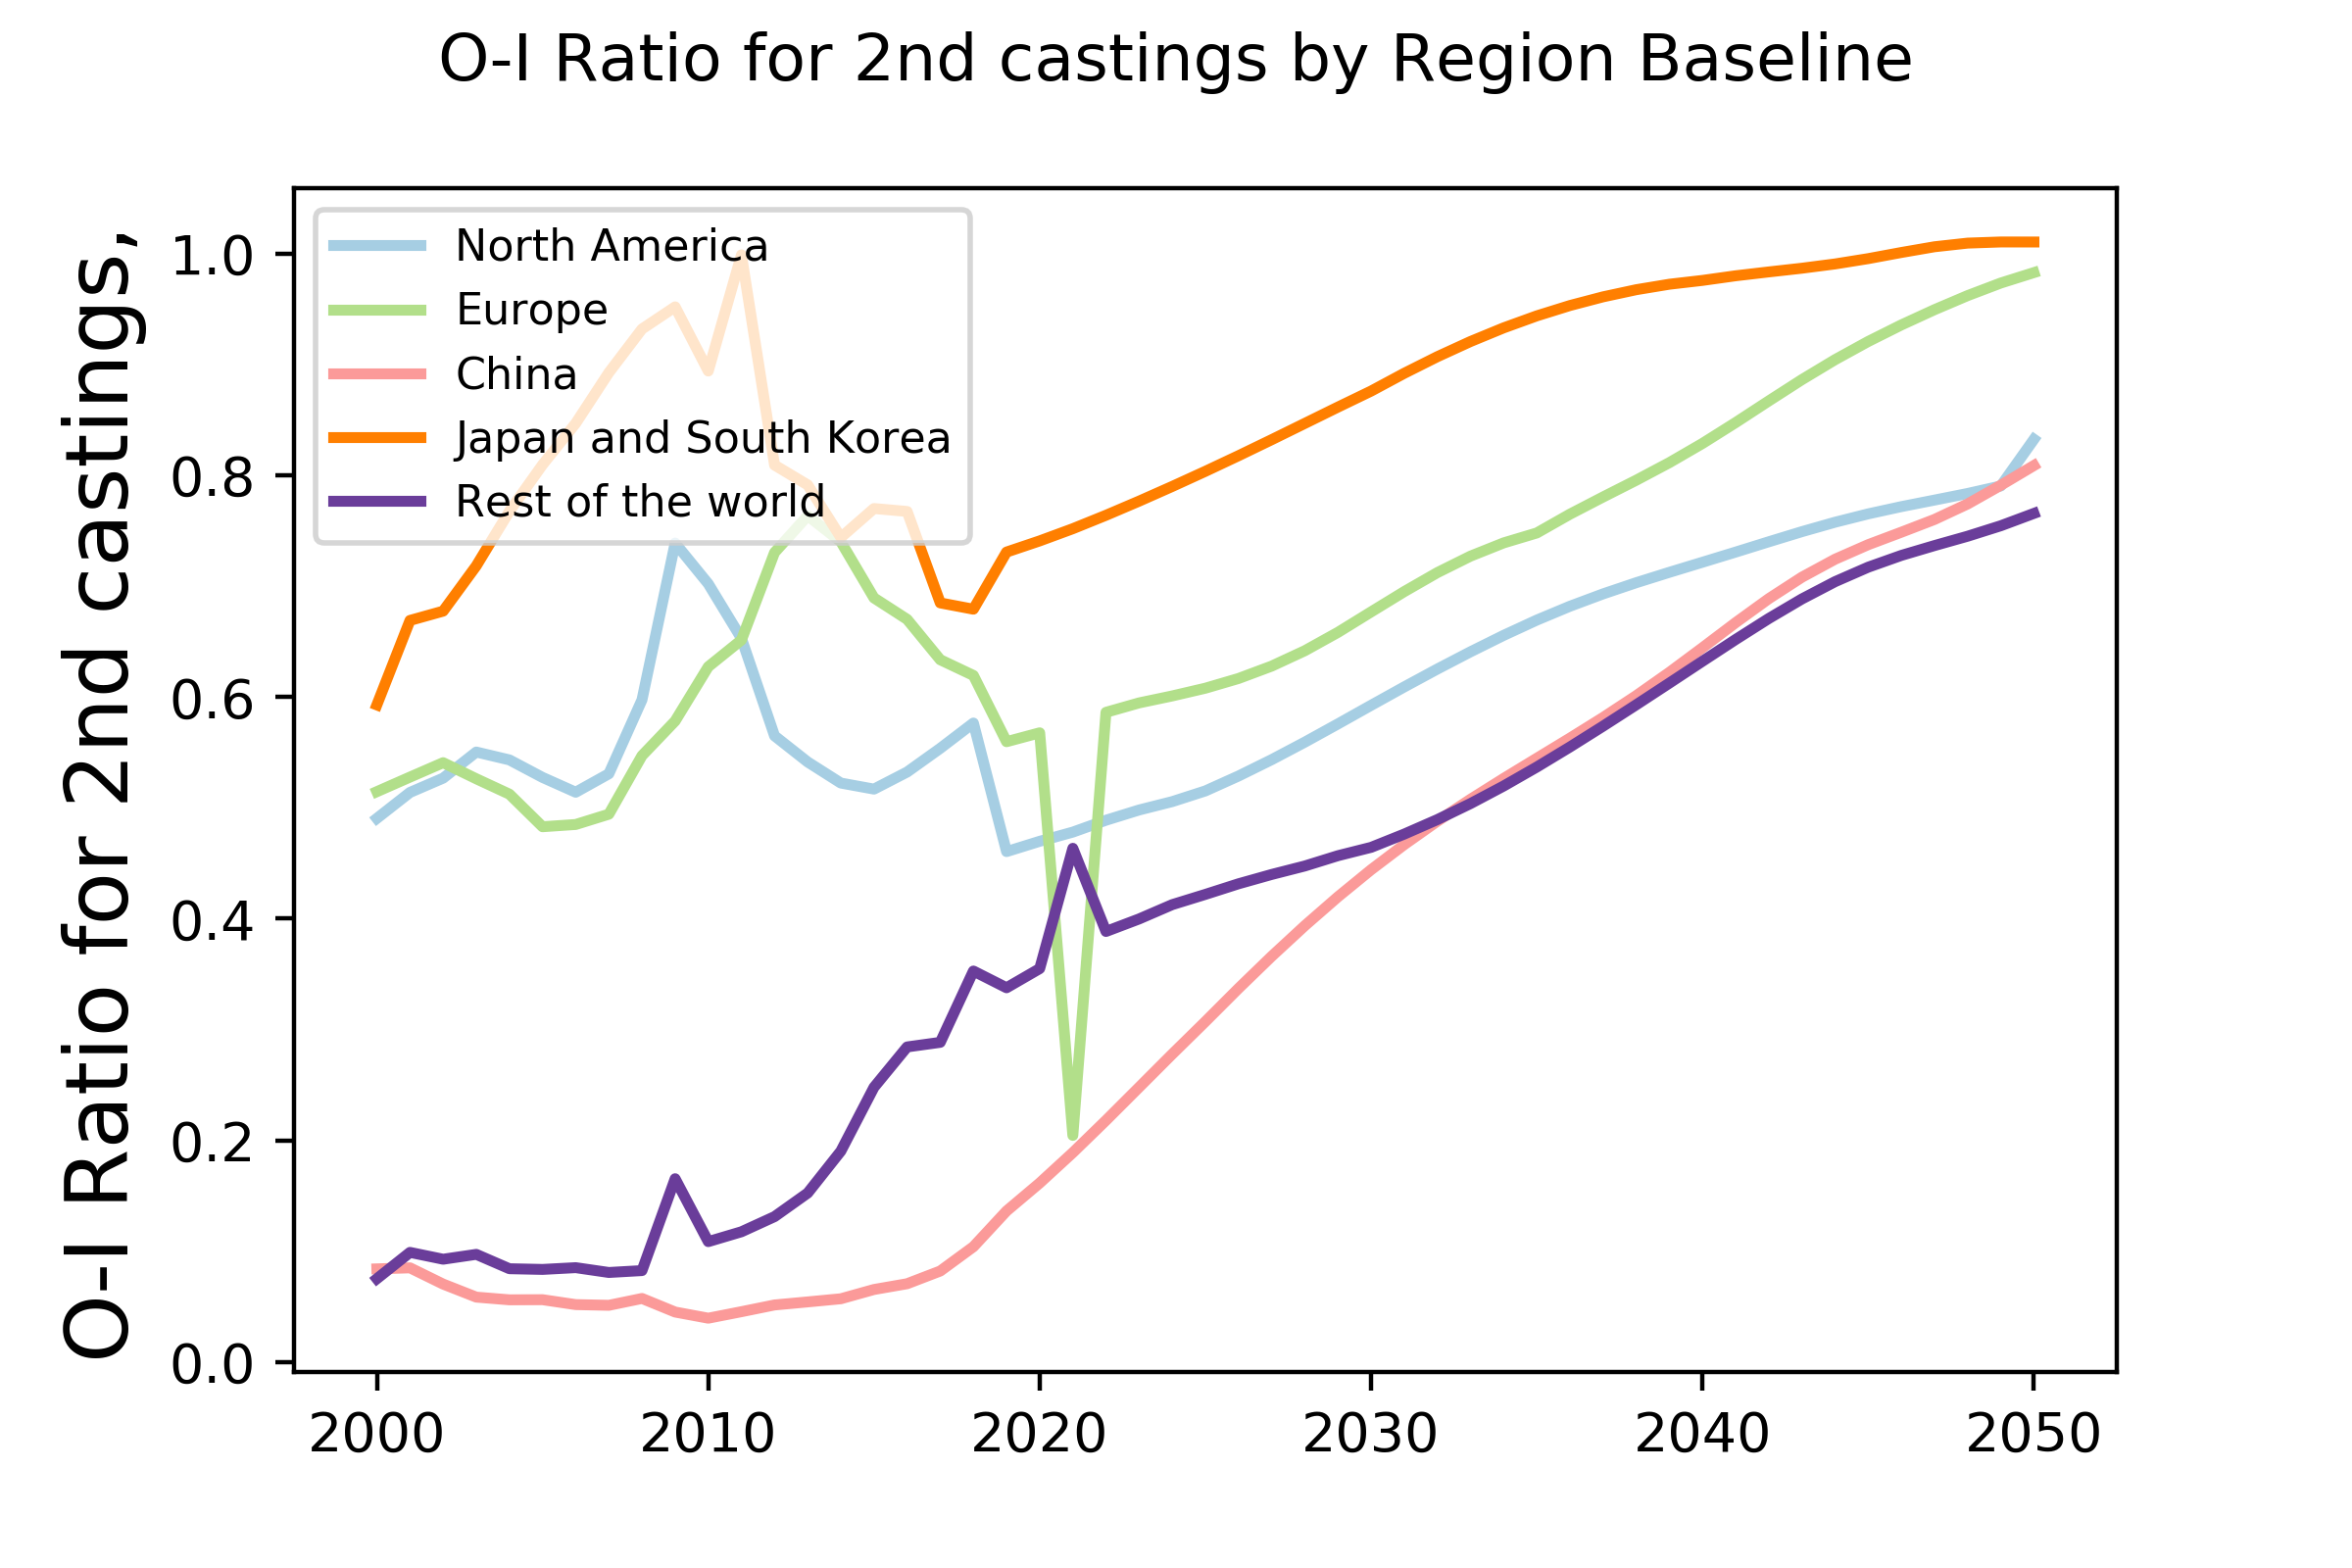 O-I Ratio for 2nd castings by Region Baseline
O-I Ratio for 2nd castings,
1.0
0.8
0.6
0.4
0.2
0.0
North America
Europe
China
Japan and South Korea
Rest of the world
2000
2010
2020
2030
2040
2050